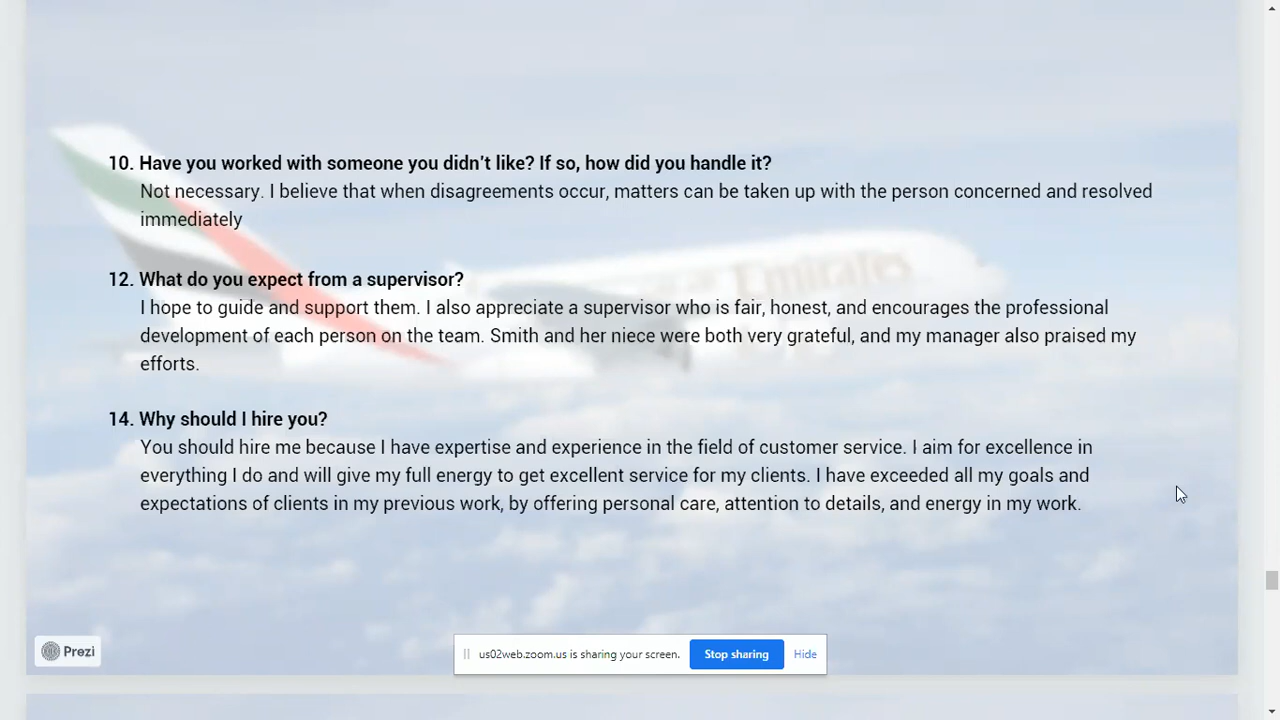 10. Have you worked with someone you didn't like? If so, how did you handle it?
Not necessary. I believe that when disagreements occur, matters can be taken up with the person concerned and resolved
immediately
Emirates
12. What do you expect from a supervisor?
I hope to guide and support them. I also appreciate a supervisor who is fair, honest, and encourages the professional
development of each person on the team. Smith and her niece were both very grateful, and my manager also praised my
efforts.
14. Why should I hire you?
You should hire me because I have expertise and experience in the field of customer service. I aim for excellence in
everything I do and will give my full energy to get excellent service for my clients. I have exceeded all my goals and
expectations of clients in my previous work, by offering personal care, attention to details, and energy in my work.
Prezi
us02web.zoom.us is sharing your screen.
Stop sharing
Hide